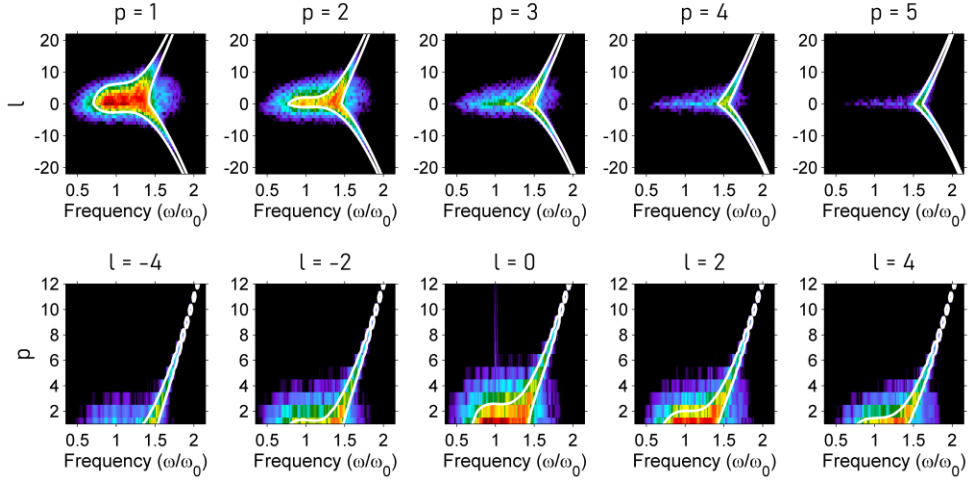 p = 1 p = 2 p = 3 p = 4 p = 5
20 20 20 20 20
10 10 10 10 10
l 0 0 0 0 0
-10 -10 -10 -10 -10
-20 -20 -20 -20 -20
0.5 1 1.5 2 0.5 1 1.5 2 0.5 1 1.5 2 0.5 1 1.5 2 0.5 1 1.5 2
Frequency (ω/ω₀) Frequency (ω/ω₀) Frequency (ω/ω₀) Frequency (ω/ω₀) Frequency (ω/ω₀)
l = -4 l = -2 l = 0 l = 2 l = 4
12 12 12 12 12
10 10 10 10 10
8 8 8 8 8
p 6 6 6 6 6
4 4 4 4 4
2 2 2 2 2
0.5 1 1.5 2 0.5 1 1.5 2 0.5 1 1.5 2 0.5 1 1.5 2 0.5 1 1.5 2
Frequency (ω/ω₀) Frequency (ω/ω₀) Frequency (ω/ω₀) Frequency (ω/ω₀) Frequency (ω/ω₀)